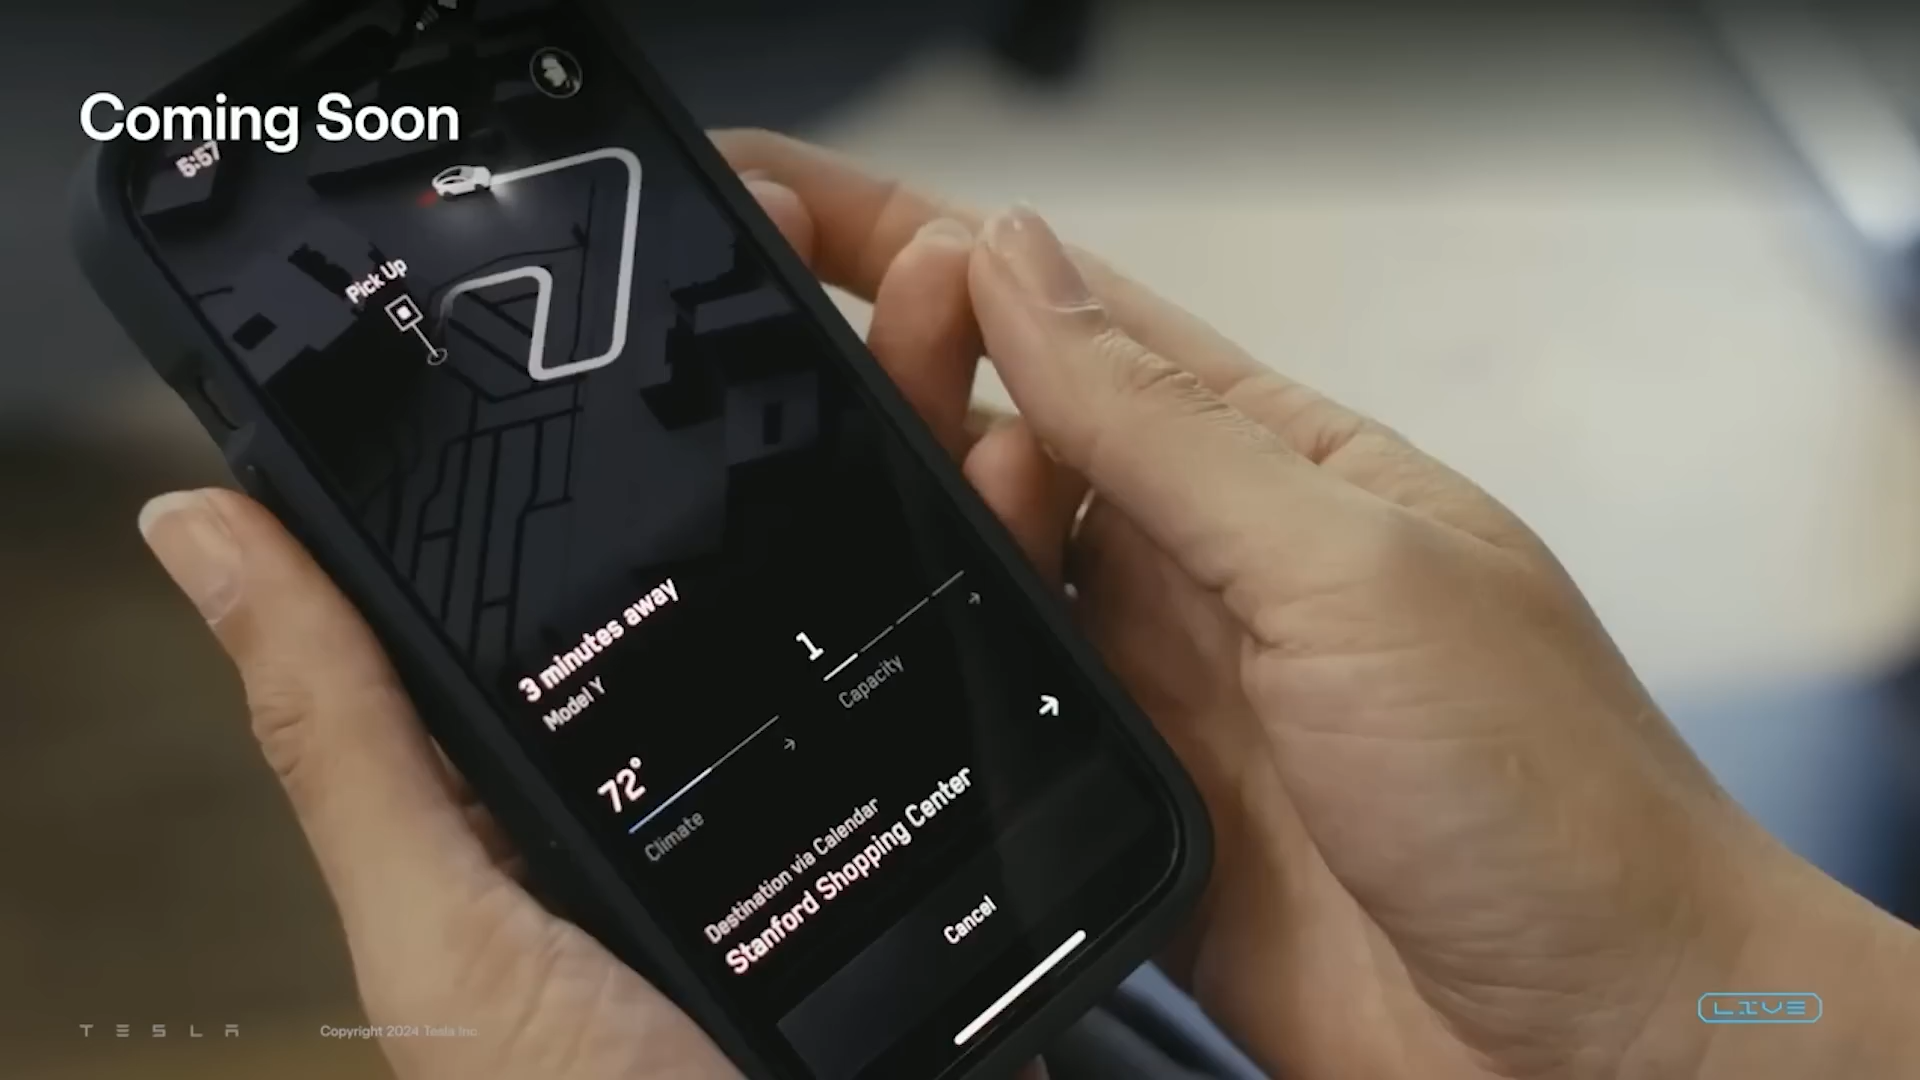 Coming Soon
5:57
Pick Up
3 minutes away
Model Y
1
Capacity
72°
Climate
Destination via Calendar
Stanford Shopping Center
Cancel
TESLA
Copyright 2024 Tesla Inc.
LIVE